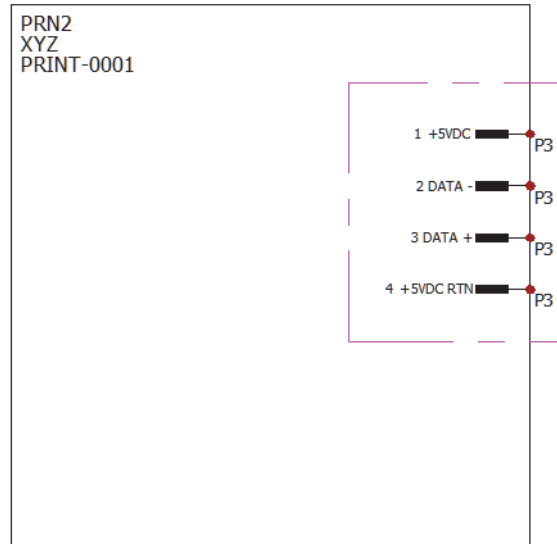 PRN2
XYZ
PRINT-0001
1 +5VDC P3
2 DATA - P3
3 DATA + P3
4 +5VDC RTN P3